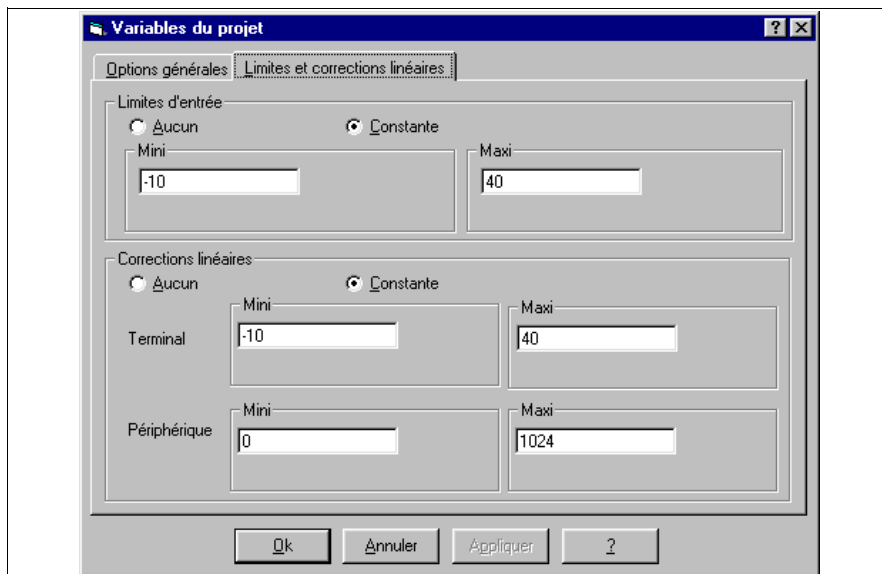 Variables du projet
Options générales Limites et corrections linéaires
Limites d'entrée
Aucun Constante
Mini Maxi
-10 40
Corrections linéaires
Aucun Constante
Mini Maxi
Terminal -10 40
Mini Maxi
Périphérique 0 1024
Ok Annuler Appliquer ?